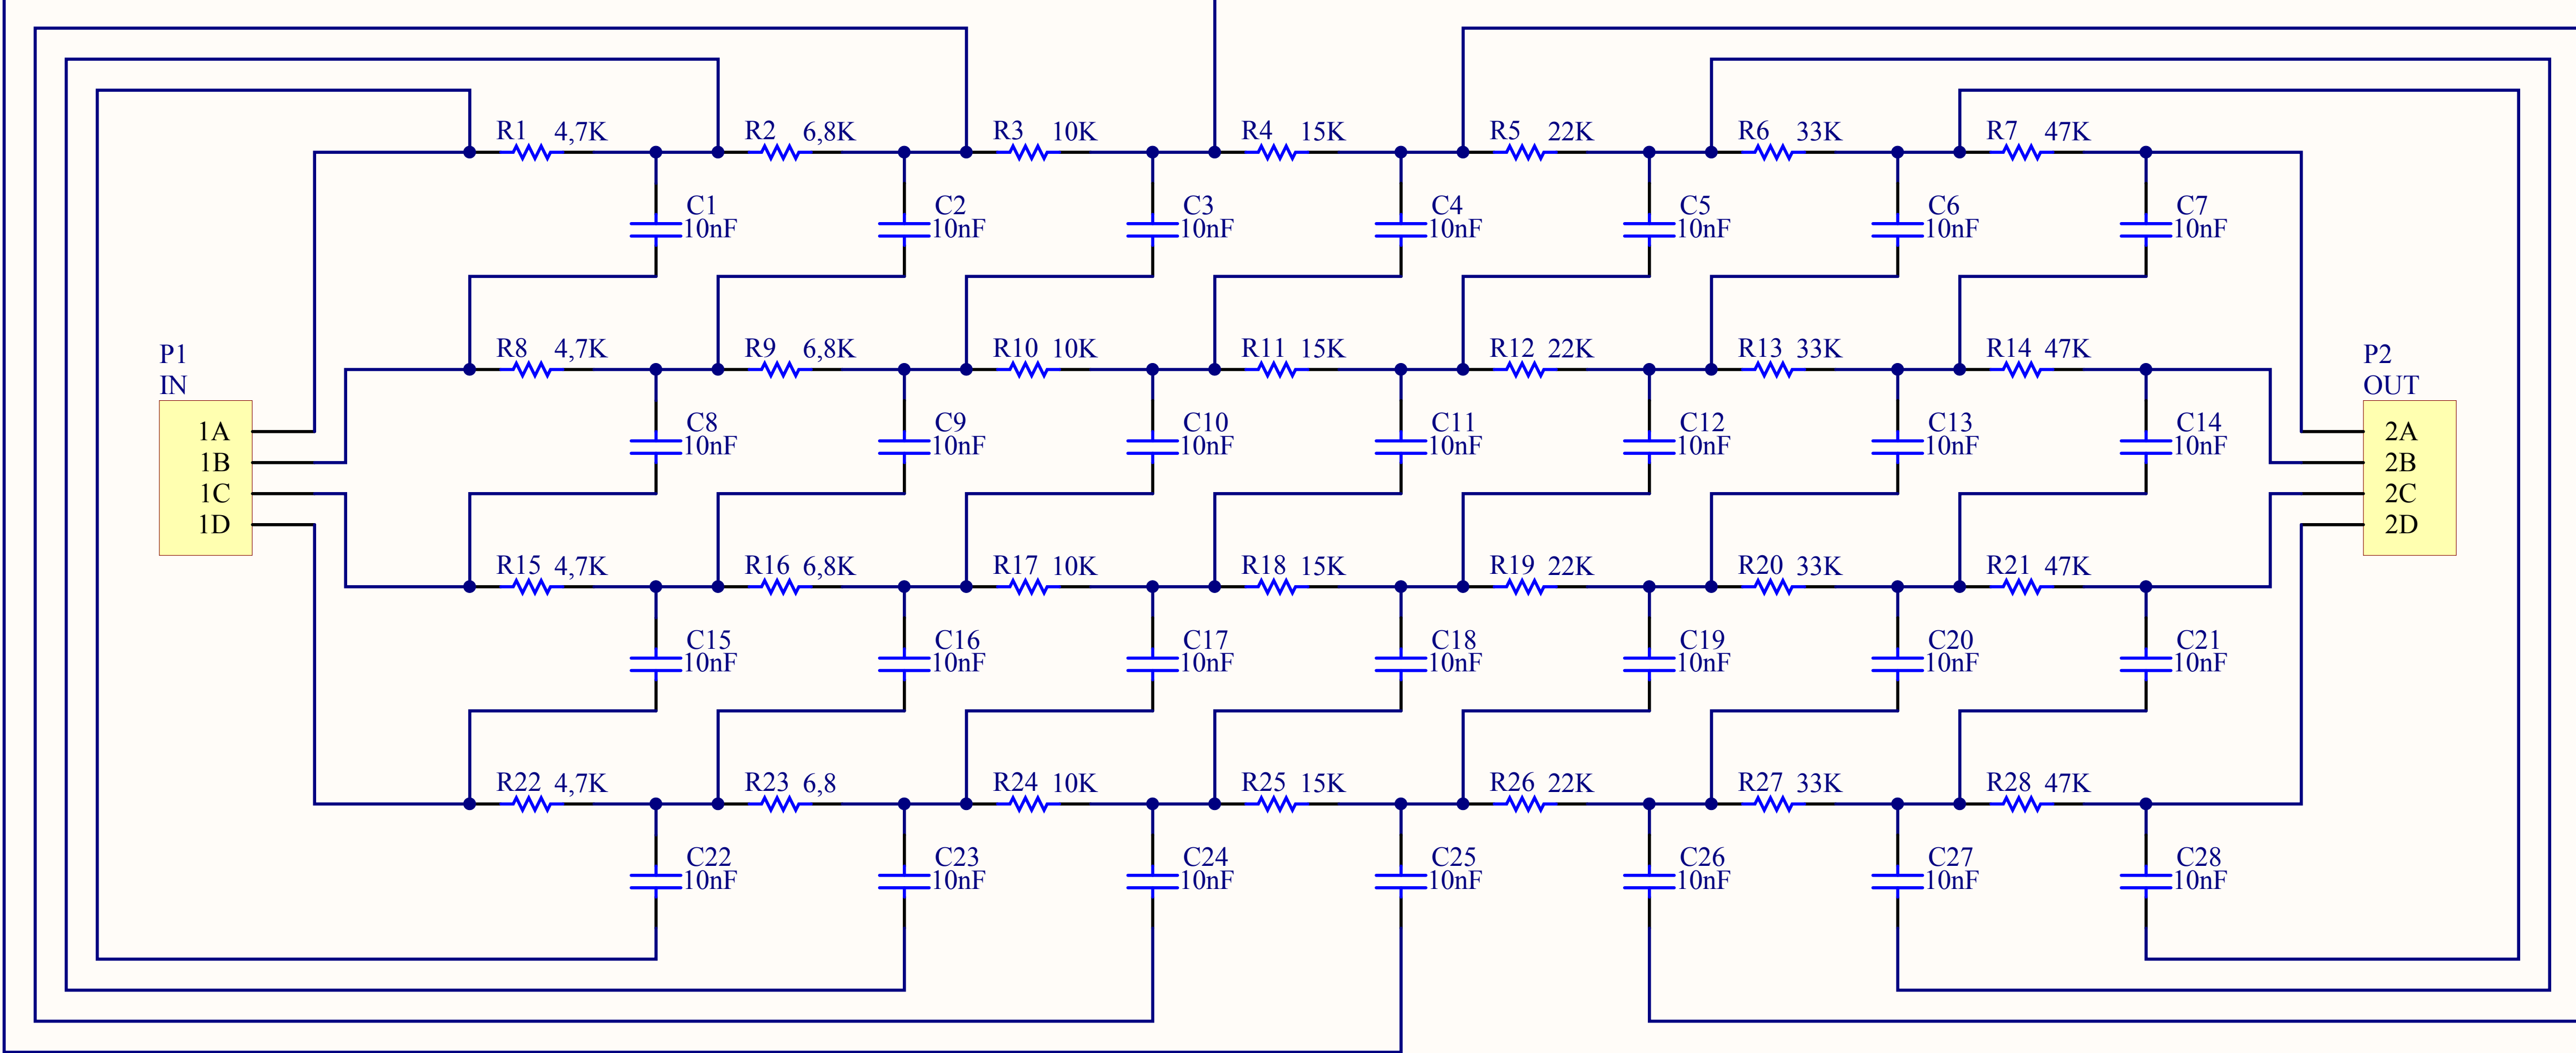 R1 4,7K R2 6,8K R3 10K R4 15K R5 22K R6 33K R7 47K
C1 C2 C3 C4 C5 C6 C7
10nF 10nF 10nF 10nF 10nF 10nF 10nF
R8 4,7K R9 6,8K R10 10K R11 15K R12 22K R13 33K R14 47K
P1 P2
IN OUT
C8 C9 C10 C11 C12 C13 C14
1A 2A
10nF 10nF 10nF 10nF 10nF 10nF 10nF
1B 2B
1C 2C
1D 2D
R15 4,7K R16 6,8K R17 10K R18 15K R19 22K R20 33K R21 47K
C15 C16 C17 C18 C19 C20 C21
10nF 10nF 10nF 10nF 10nF 10nF 10nF
R22 4,7K R23 6,8 R24 10K R25 15K R26 22K R27 33K R28 47K
C22 C23 C24 C25 C26 C27 C28
10nF 10nF 10nF 10nF 10nF 10nF 10nF